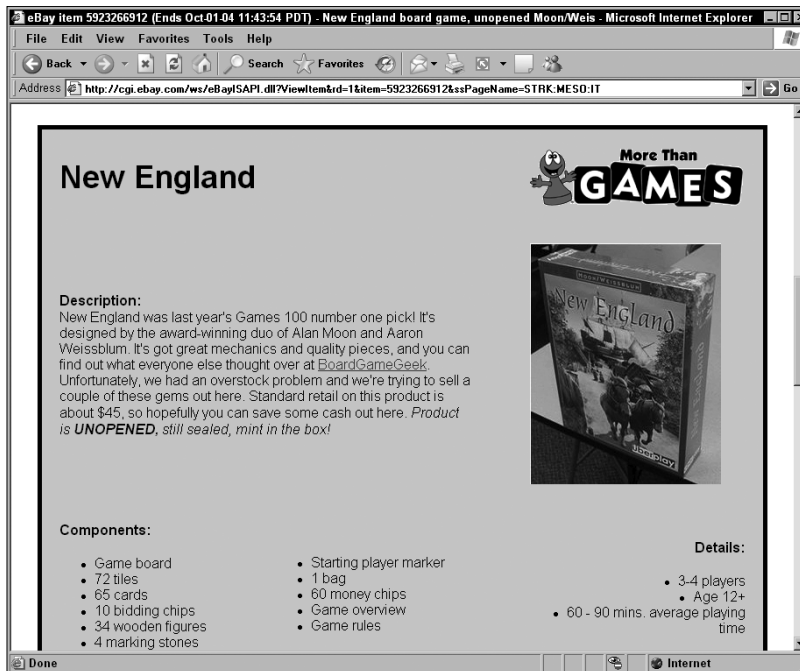 eBay item 5923266912 (Ends Oct-01-04 11:43:54 PDT) - New England board game, unopened Moon/Weis - Microsoft Internet Explorer
File Edit View Favorites Tools Help
Back Search Favorites
Address http://cgi.ebay.com/ws/eBayISAPI.dll?ViewItem&rd=1&item=5923266912&ssPageName=STRK:MESO:IT Go
New England
More Than
GAMES
MOON/WEISSBLUM
New England
NEW ENGLAND
überplay
Description:
New England was last year's Games 100 number one pick! It's
designed by the award-winning duo of Alan Moon and Aaron
Weissblum. It's got great mechanics and quality pieces, and you can
find out what everyone else thought over at BoardGameGeek.
Unfortunately, we had an overstock problem and we're trying to sell a
couple of these gems out here. Standard retail on this product is
about $45, so hopefully you can save some cash out here. Product
is UNOPENED, still sealed, mint in the box!
Components:
• Game board
• 72 tiles
• 65 cards
• 10 bidding chips
• 34 wooden figures
• 4 marking stones
• Starting player marker
• 1 bag
• 60 money chips
• Game overview
• Game rules
Details:
• 3-4 players
• Age 12+
• 60 - 90 mins. average playing
time
Done
Internet